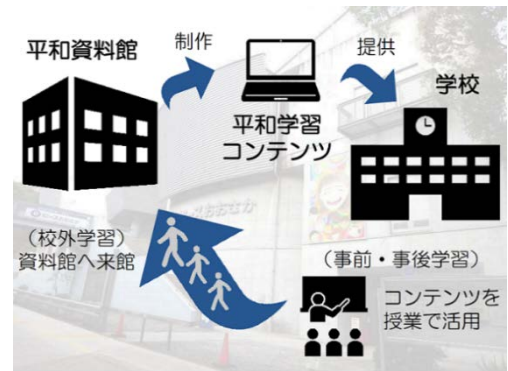 平和資料館
制作
提供
学校
平和学習
コンテンツ
（校外学習）
資料館へ来館
（事前・事後学習）
コンテンツを
授業で活用